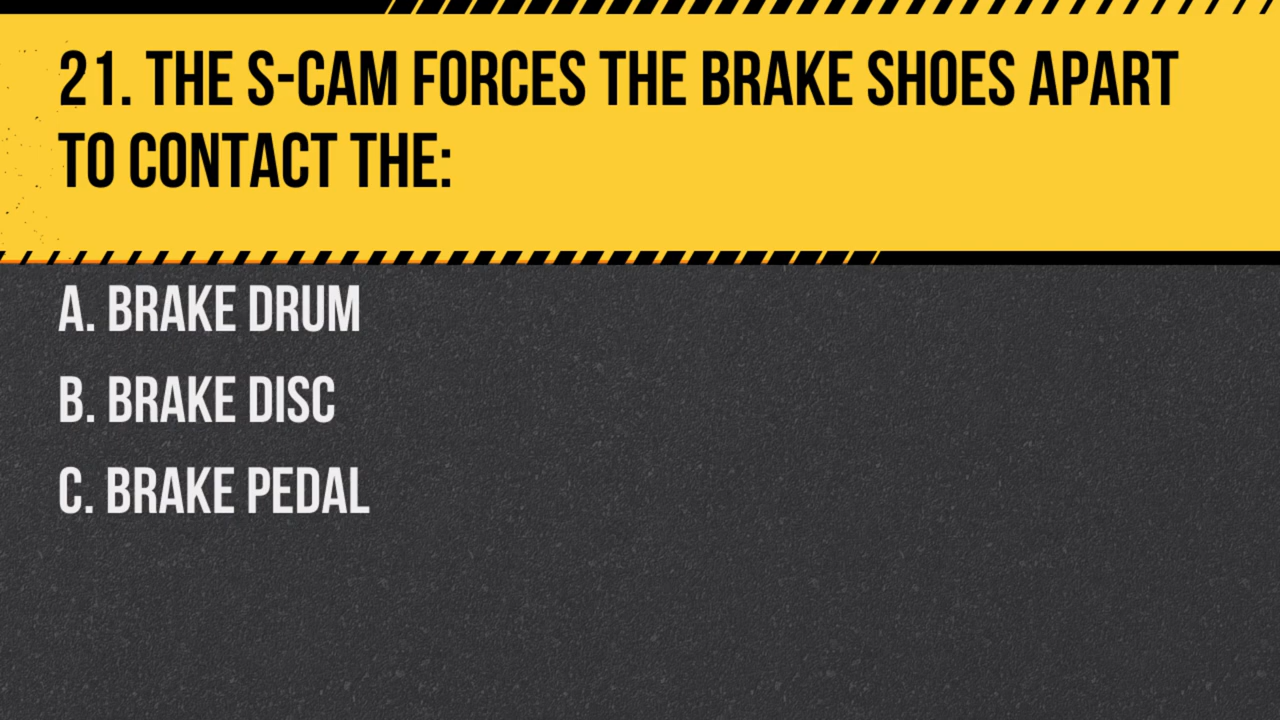 21. THE S-CAM FORCES THE BRAKE SHOES APART
TO CONTACT THE:
A. BRAKE DRUM
B. BRAKE DISC
C. BRAKE PEDAL